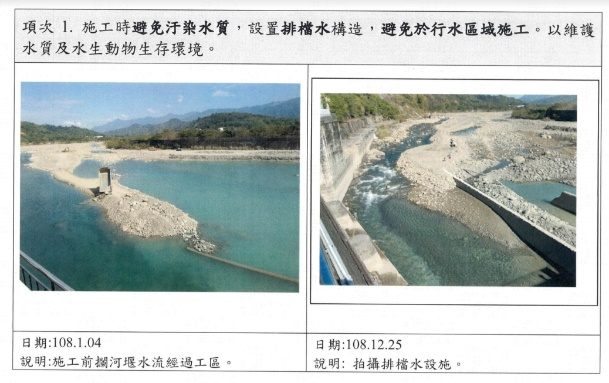 項次 1. 施工時避免汙染水質，設置排檔水構造，避免於行水區域施工。以維護
水質及水生動物生存環境。
日期:108.1.04
說明:施工前攔河堰水流經過工區。
日期:108.12.25
說明: 拍攝排檔水設施。